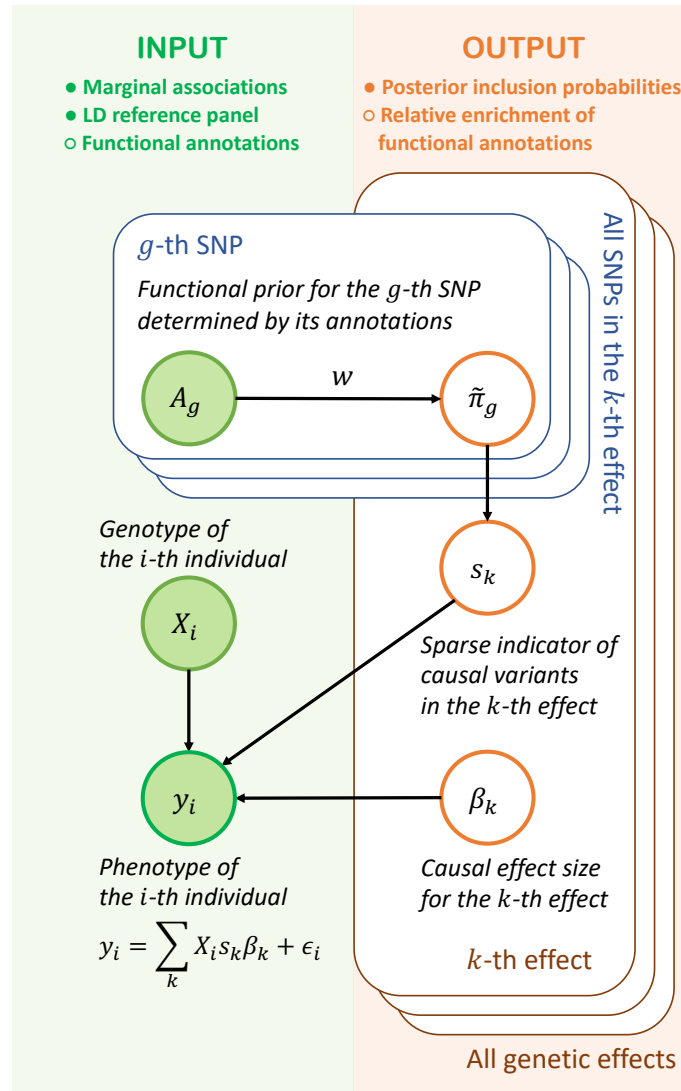 INPUT
● Marginal associations
● LD reference panel
○ Functional annotations
OUTPUT
● Posterior inclusion probabilities
○ Relative enrichment of
functional annotations
g-th SNP
Functional prior for the g-th SNP
determined by its annotations
A_g
w
π̃_g
All SNPs in the k-th effect
Genotype of
the i-th individual
X_i
s_k
Sparse indicator of
causal variants
in the k-th effect
y_i
β_k
Phenotype of
the i-th individual
y_i = ∑_k X_i s_k β_k + ϵ_i
Causal effect size
for the k-th effect
k-th effect
All genetic effects